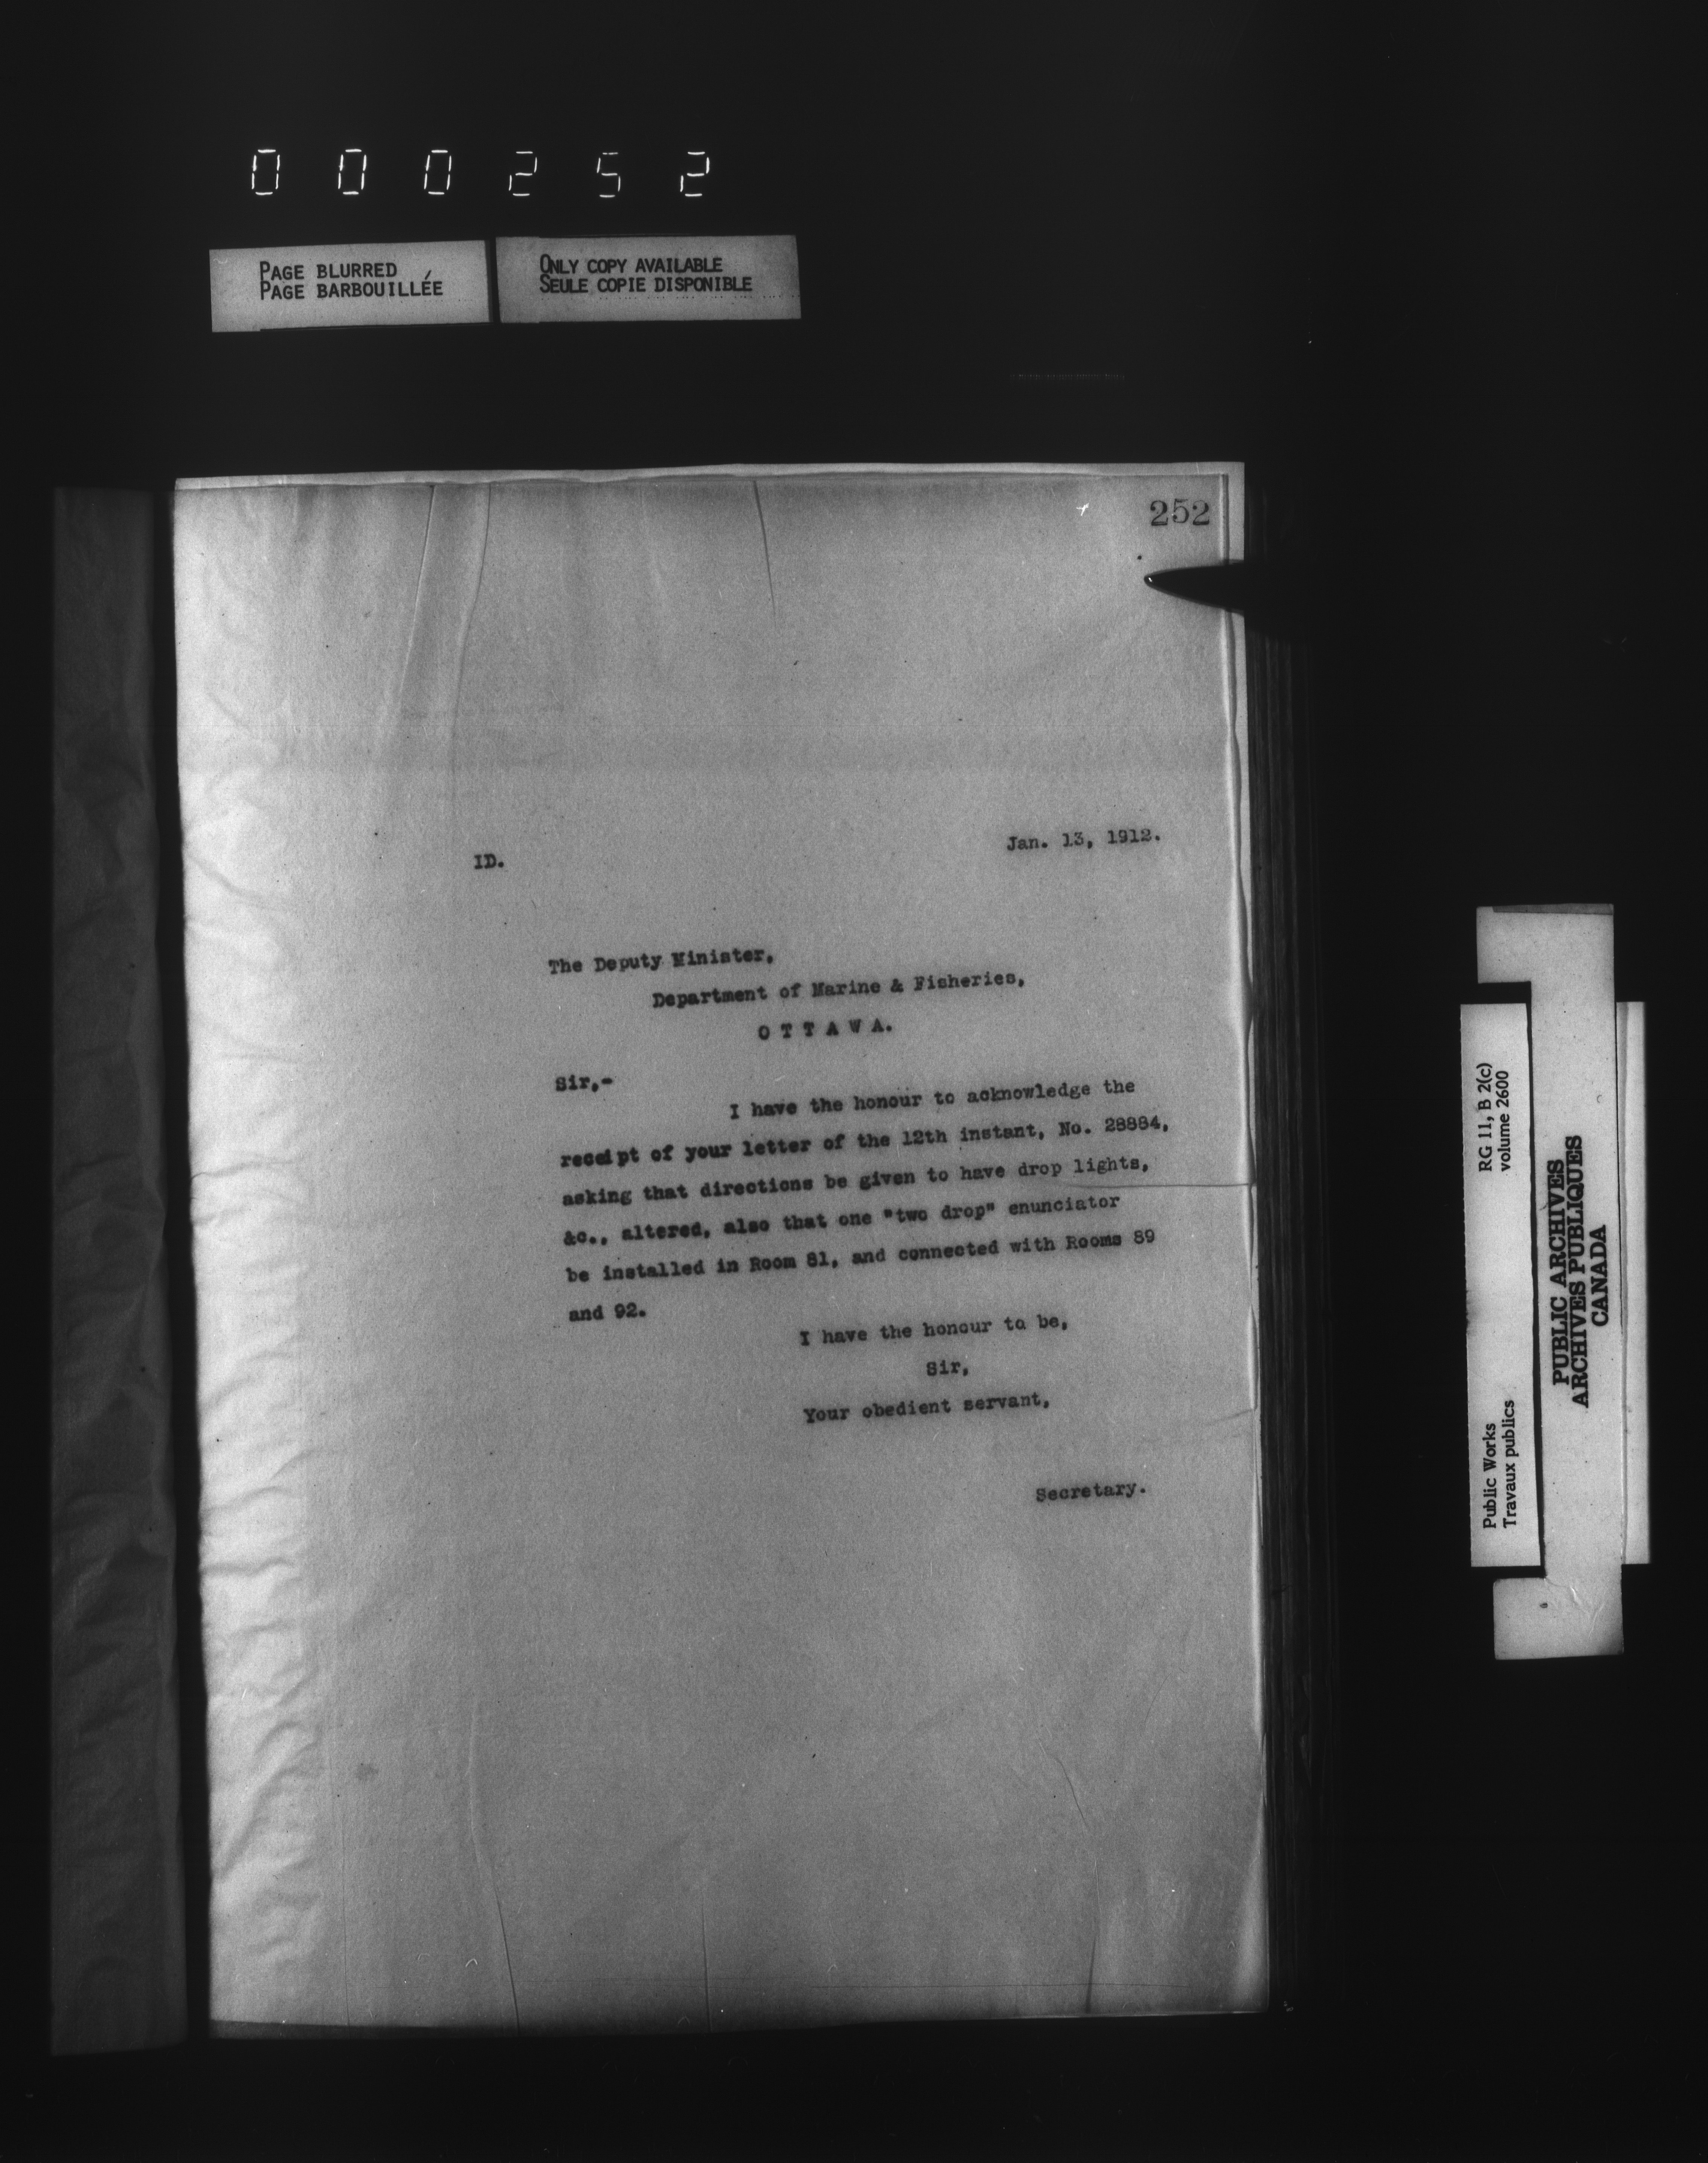 000252
PAGE BLURRED
PAGE BARBOUILLÉE
ONLY COPY AVAILABLE
SEULE COPIE DISPONIBLE
252
Jan. 13, 1912.
ID.
The Deputy Minister,
Department of Marine & Fisheries,
O T T A W A.
Sir,-
I have the honour to acknowledge the
receipt of your letter of the 12th instant, No. 28884,
asking that directions be given to have drop lights,
&c., altered, also that one "two drop" enunciator
be installed in Room 81, and connected with Rooms 89
and 92.
I have the honour to be,
Sir,
Your obedient servant,
Secretary.
RG 11, B 2(c)
volume 2600
Public Works
Travaux publics
PUBLIC ARCHIVES
ARCHIVES PUBLIQUES
CANADA